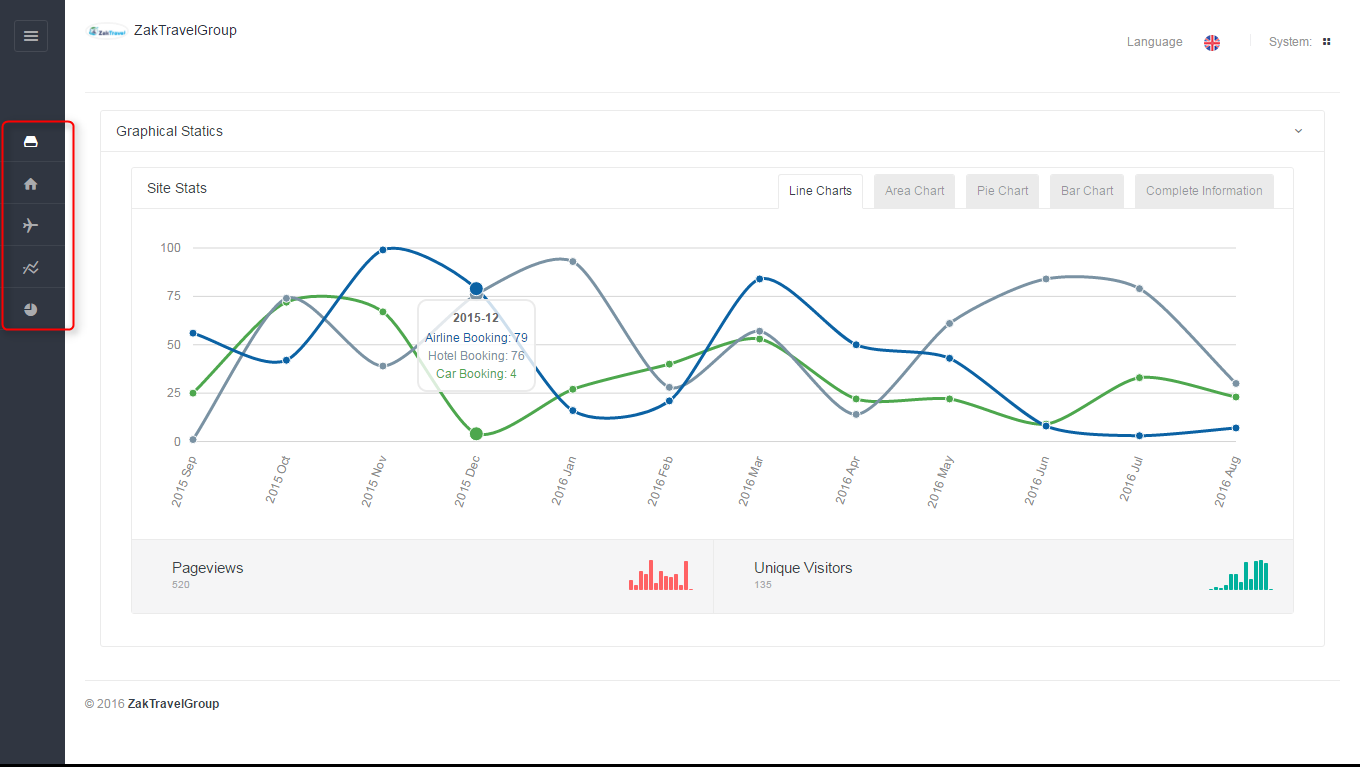 ZakTravel ZakTravelGroup
Language System:
Graphical Statics
Site Stats Line Charts Area Chart Pie Chart Bar Chart Complete Information
100
75
50
25
0
2015-12
Airline Booking: 79
Hotel Booking: 76
Car Booking: 4
2015 Sep 2015 Oct 2015 Nov 2015 Dec 2016 Jan 2016 Feb 2016 Mar 2016 Apr 2016 May 2016 Jun 2016 Jul 2016 Aug
Pageviews
520
Unique Visitors
135
© 2016 ZakTravelGroup